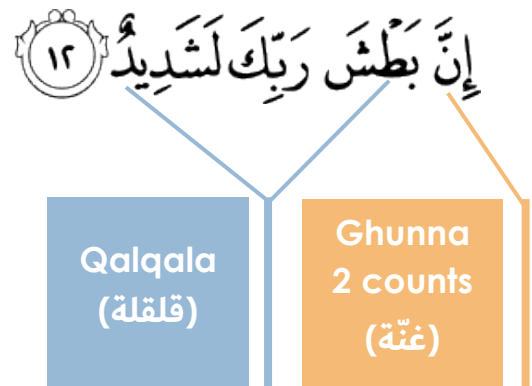 إِنَّ بَطْشَ رَبِّكَ لَشَدِيدٌ ١٢
Qalqala
(قلقلة)
Ghunna
2 counts
(غنّة)